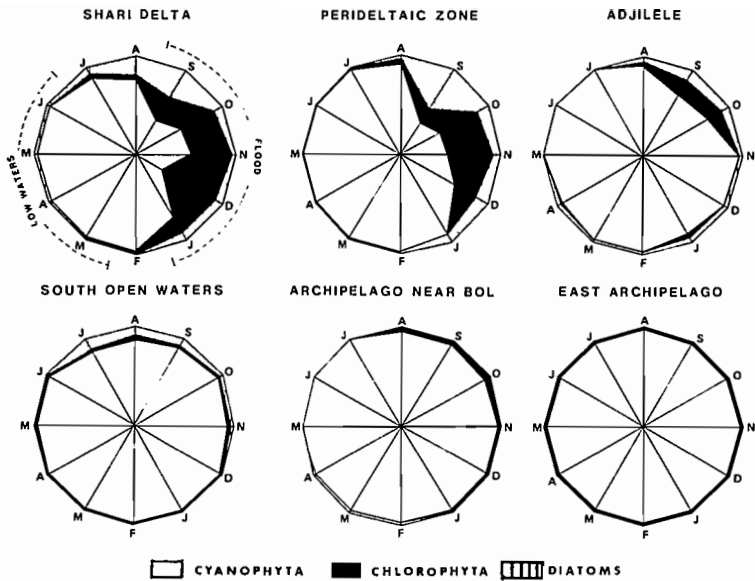 SHARI DELTA
PERIDELTAIC ZONE
ADJILELE
A S O N D J F M A M J J
FLOOD
LOW WATERS
A S O N D J F M A M J J
A S O N D J F M A M J J
SOUTH OPEN WATERS
ARCHIPELAGO NEAR BOL
EAST ARCHIPELAGO
A S O N D J F M A M J J
A S O N D J F M A M J J
A S O N D J F M A M J J
CYANOPHYTA CHLOROPHYTA DIATOMS